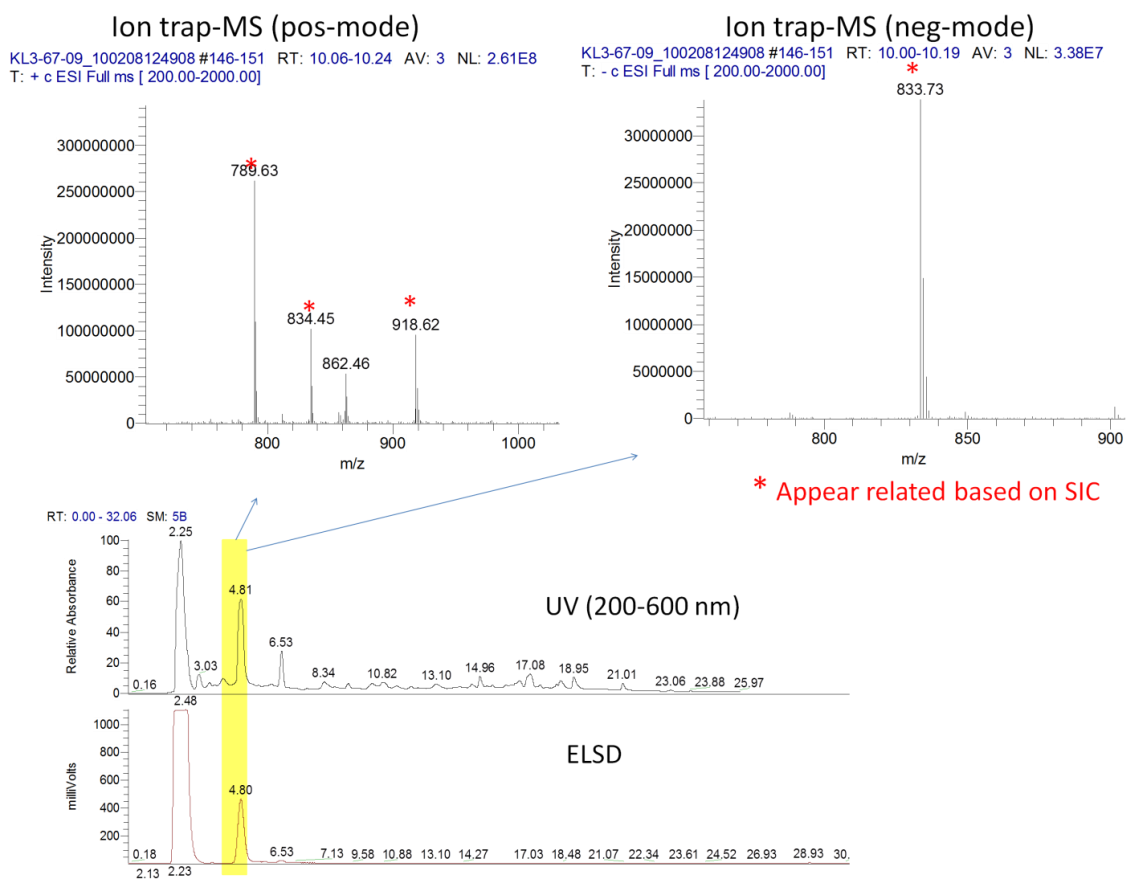 Ion trap-MS (pos-mode)
KL3-67-09_100208124908 #146-151 RT: 10.06-10.24 AV: 3 NL: 2.61E8
T: + c ESI Full ms [ 200.00-2000.00]
300000000
250000000
200000000
150000000
100000000
50000000
0
Intensity
* 789.63
* 834.45
862.46
* 918.62
800 900 1000
m/z
Ion trap-MS (neg-mode)
KL3-67-09_100208124908 #146-151 RT: 10.00-10.19 AV: 3 NL: 3.38E7
T: - c ESI Full ms [ 200.00-2000.00]
* 833.73
30000000
25000000
20000000
15000000
10000000
5000000
0
Intensity
800 850 900
m/z
* Appear related based on SIC
RT: 0.00 - 32.06 SM: 5B
100
80
60
40
20
0
Relative Absorbance
0.16 2.25 3.03 4.81 6.53 8.34 10.82 13.10 14.96 17.08 18.95 21.01 23.06 23.88 25.97
UV (200-600 nm)
1000
800
600
400
200
milliVolts
2.48
4.80
ELSD
0.18 6.53 7.13 9.58 10.88 13.10 14.27 17.03 18.48 21.07 22.34 23.61 24.52 26.93 28.93 30.
2.13 2.23